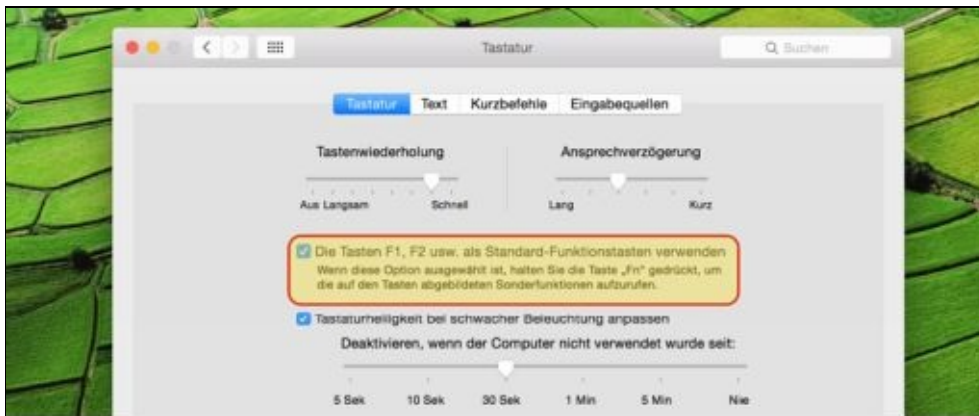 Tastatur
Suchen
Tastatur Text Kurzbefehle Eingabequellen
Tastenwiederholung Ansprechverzögerung
Aus Langsam Schnell Lang Kurz
Die Tasten F1, F2 usw. als Standard-Funktionstasten verwenden
Wenn diese Option ausgewählt ist, halten Sie die Taste „Fn" gedrückt, um
die auf den Tasten abgebildeten Sonderfunktionen aufzurufen.
Tastaturhelligkeit bei schwacher Beleuchtung anpassen
Deaktivieren, wenn der Computer nicht verwendet wurde seit:
5 Sek 10 Sek 30 Sek 1 Min 5 Min Nie